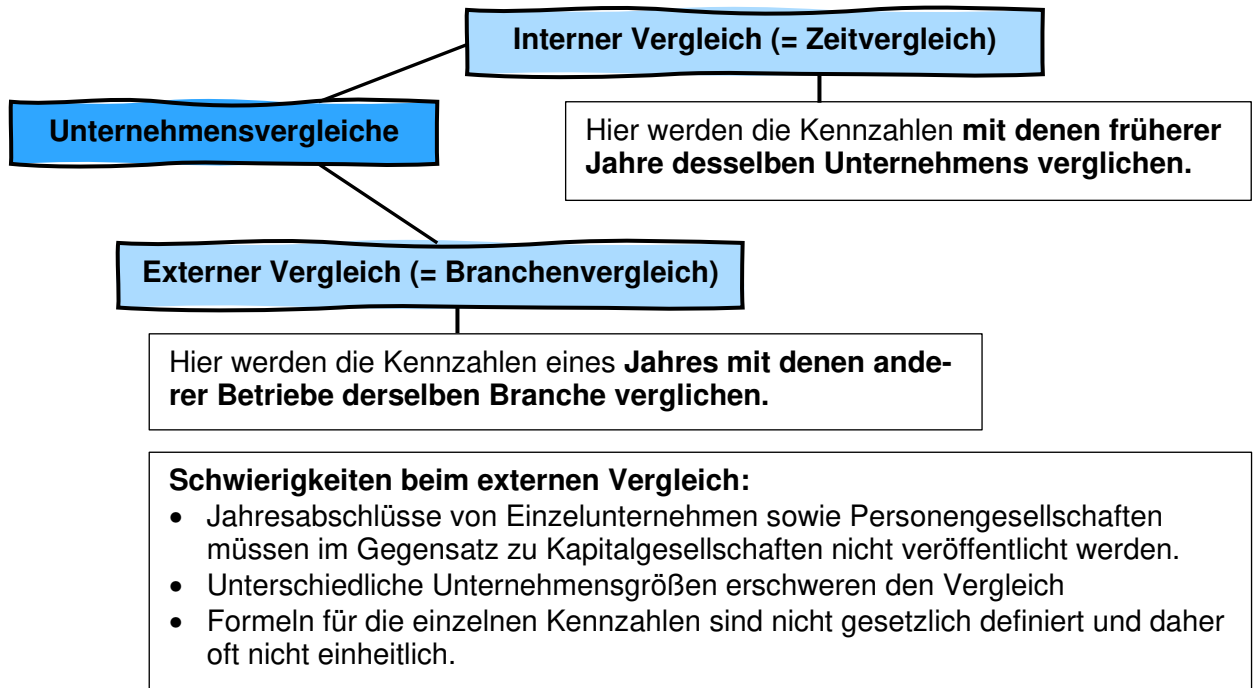 Interner Vergleich (= Zeitvergleich)
Unternehmensvergleiche
Hier werden die Kennzahlen mit denen früherer
Jahre desselben Unternehmens verglichen.
Externer Vergleich (= Branchenvergleich)
Hier werden die Kennzahlen eines Jahres mit denen ande-
rer Betriebe derselben Branche verglichen.
Schwierigkeiten beim externen Vergleich:
• Jahresabschlüsse von Einzelunternehmen sowie Personengesellschaften
müssen im Gegensatz zu Kapitalgesellschaften nicht veröffentlicht werden.
• Unterschiedliche Unternehmensgrößen erschweren den Vergleich
• Formeln für die einzelnen Kennzahlen sind nicht gesetzlich definiert und daher
oft nicht einheitlich.